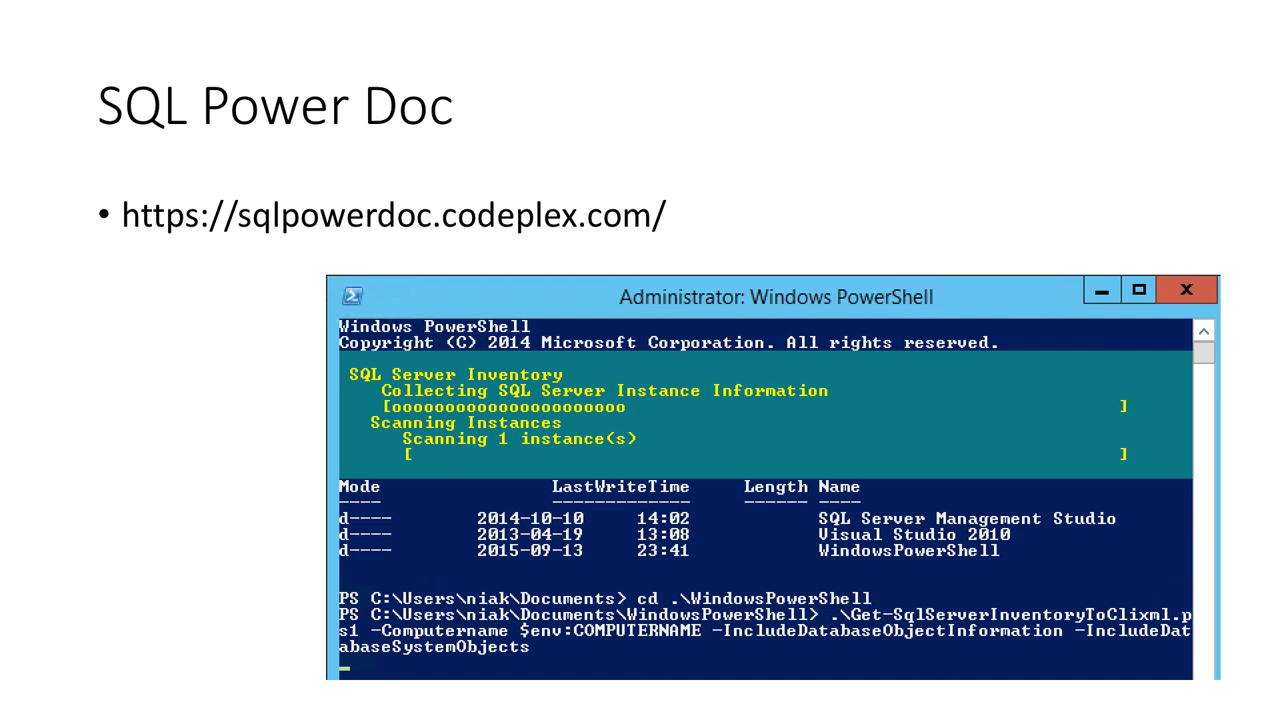 SQL Power Doc
• https://sqlpowerdoc.codeplex.com/
Administrator: Windows PowerShell
Windows PowerShell
Copyright (C) 2014 Microsoft Corporation. All rights reserved.
SQL Server Inventory
Collecting SQL Server Instance Information
[oooooooooooooooooooooo ]
Scanning Instances
Scanning 1 instance(s)
[ ]
Mode LastWriteTime Length Name
---- ------------- ------ ----
d---- 2014-10-10 14:02 SQL Server Management Studio
d---- 2013-04-19 13:08 Visual Studio 2010
d---- 2015-09-13 23:41 WindowsPowerShell
PS C:\Users\niak\Documents> cd .\WindowsPowerShell
PS C:\Users\niak\Documents\WindowsPowerShell> .\Get-SqlServerInventoryToClixml.p
s1 -Computername $env:COMPUTERNAME -IncludeDatabaseObjectInformation -IncludeDat
abaseSystemObjects